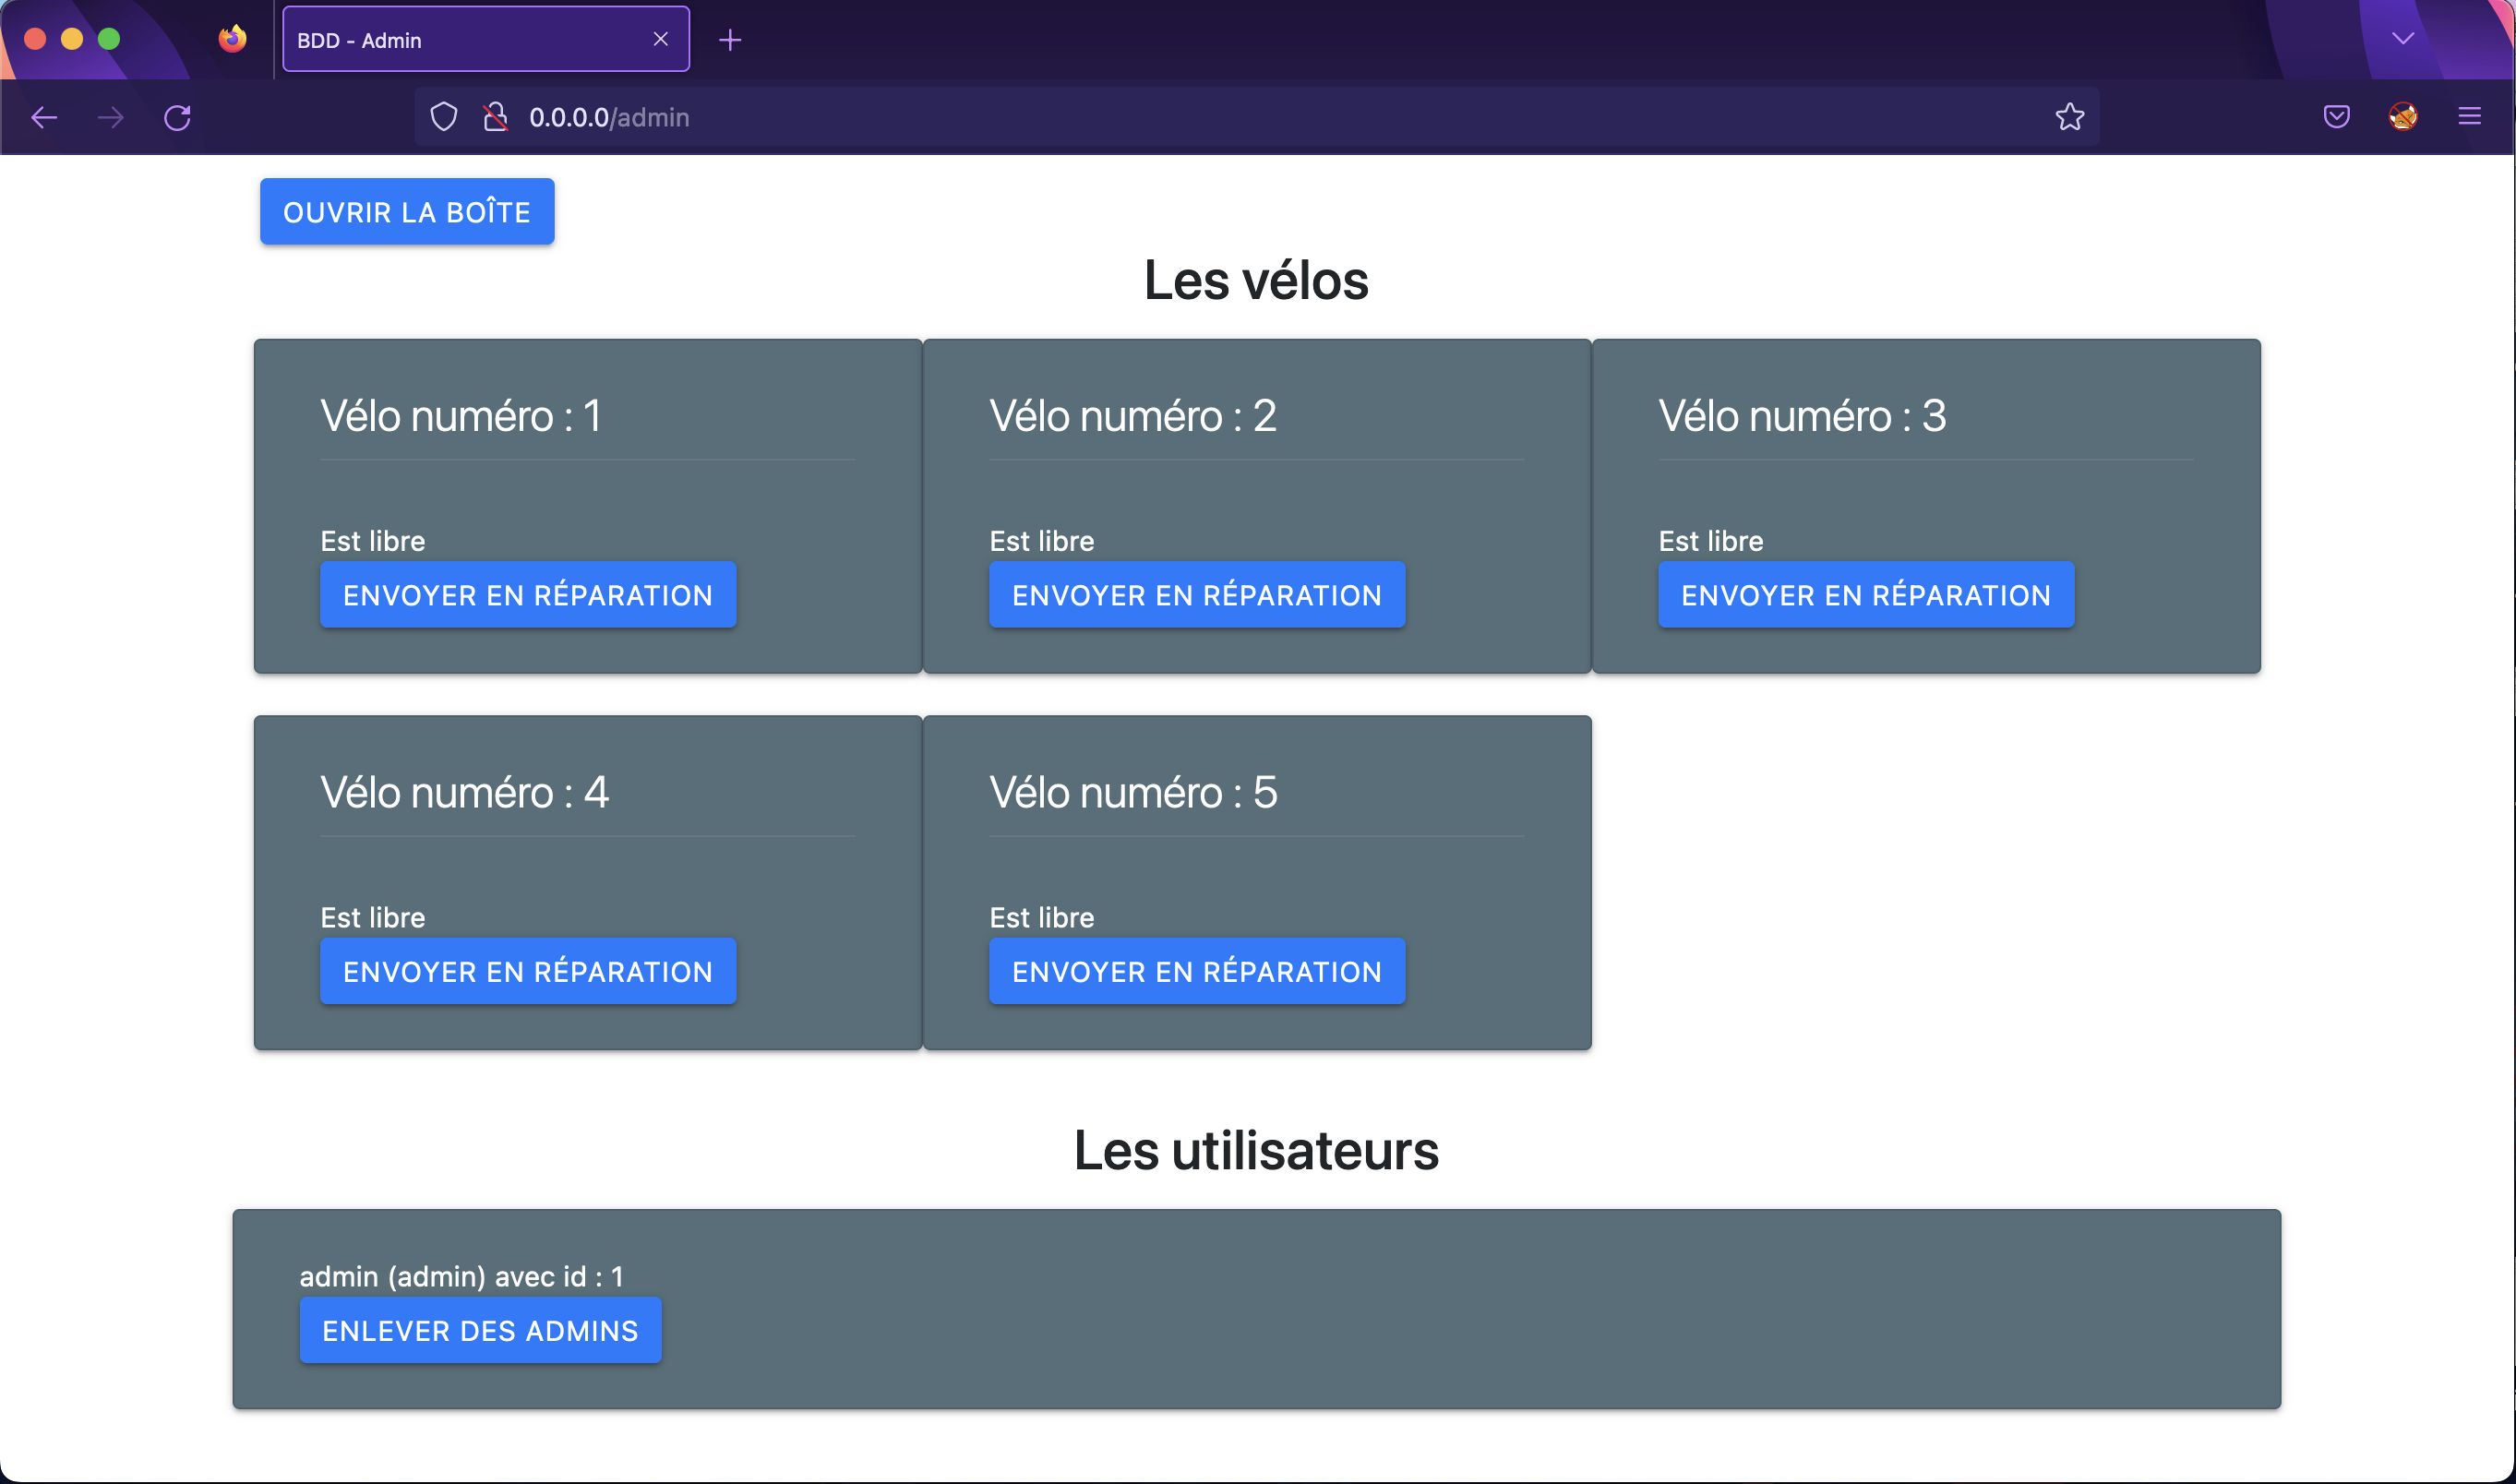 BDD - Admin
0.0.0.0/admin
OUVRIR LA BOÎTE
Les vélos
Vélo numéro : 1
Est libre
ENVOYER EN RÉPARATION
Vélo numéro : 2
Est libre
ENVOYER EN RÉPARATION
Vélo numéro : 3
Est libre
ENVOYER EN RÉPARATION
Vélo numéro : 4
Est libre
ENVOYER EN RÉPARATION
Vélo numéro : 5
Est libre
ENVOYER EN RÉPARATION
Les utilisateurs
admin (admin) avec id : 1
ENLEVER DES ADMINS